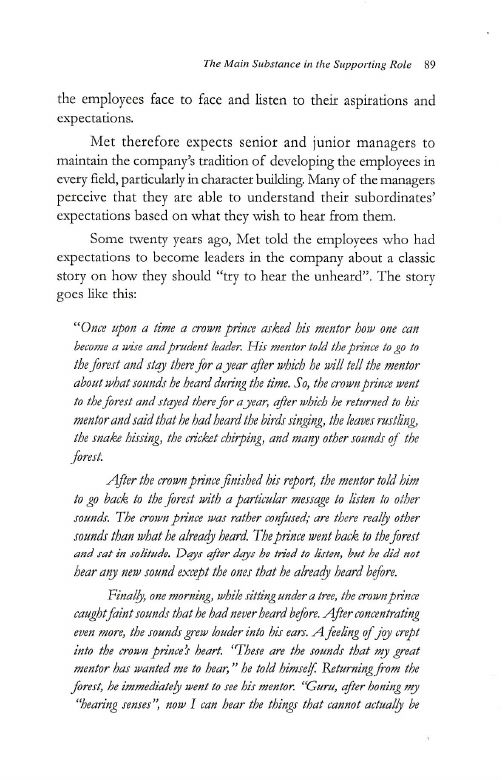 The Main Substance in the Supporting Role 89
the employees face to face and listen to their aspirations and
expectations.
Met therefore expects senior and junior managers to
maintain the company's tradition of developing the employees in
every field, particularly in character building. Many of the managers
perceive that they are able to understand their subordinates'
expectations based on what they wish to hear from them.
Some twenty years ago, Met told the employees who had
expectations to become leaders in the company about a classic
story on how they should "try to hear the unheard". The story
goes like this:
"Once upon a time a crown prince asked his mentor how one can
become a wise and prudent leader. His mentor told the prince to go to
the forest and stay there for a year after which he will tell the mentor
about what sounds he heard during the time. So, the crown prince went
to the forest and stayed there for a year, after which he returned to his
mentor and said that he had heard the birds singing, the leaves rustling,
the snake hissing, the cricket chirping, and many other sounds of the
forest.
After the crown prince finished his report, the mentor told him
to go back to the forest with a particular message to listen to other
sounds. The crown prince was rather confused; are there really other
sounds than what he already heard. The prince went back to the forest
and sat in solitude. Days after days he tried to listen, but he did not
hear any new sound except the ones that he already heard before.
Finally, one morning, while sitting under a tree, the crown prince
caught faint sounds that he had never heard before. After concentrating
even more, the sounds grew louder into his ears. A feeling of joy crept
into the crown prince's heart. "These are the sounds that my great
mentor has wanted me to hear," he told himself. Returning from the
forest, he immediately went to see his mentor. "Guru, after honing my
"hearing senses", now I can hear the things that cannot actually be